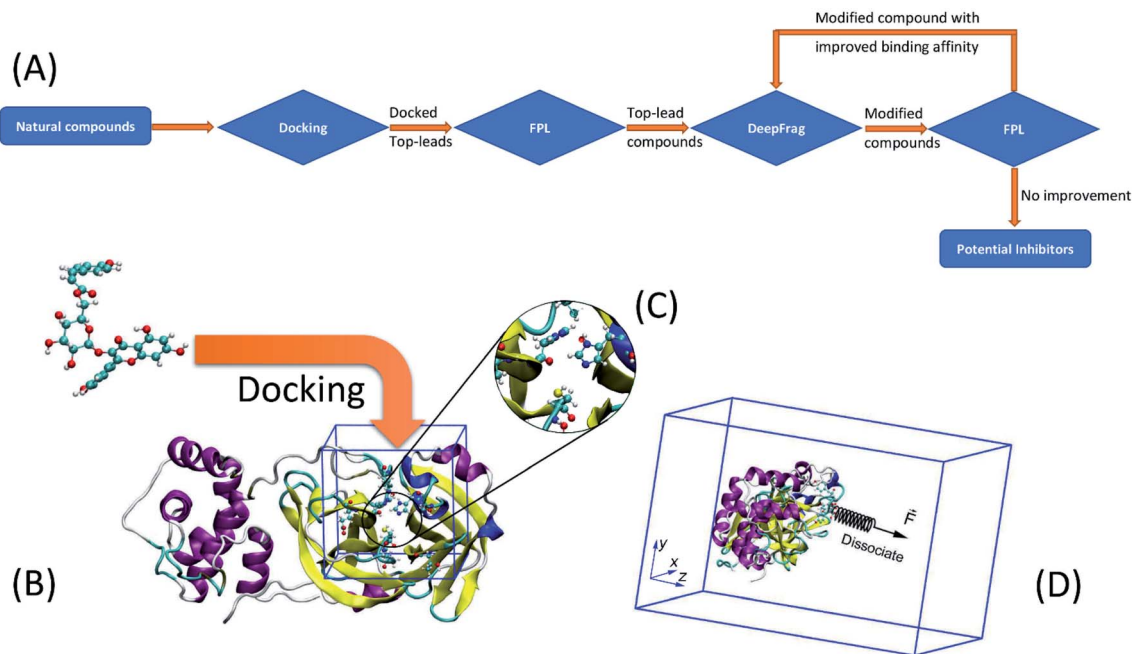 Modified compound with
improved binding affinity
(A)
Natural compounds
Docking
Docked
Top-leads
FPL
Top-lead
compounds
DeepFrag
Modified
compounds
FPL
No improvement
Potential Inhibitors
(C)
Docking
(B)
F
Dissociate
y
x
z
(D)